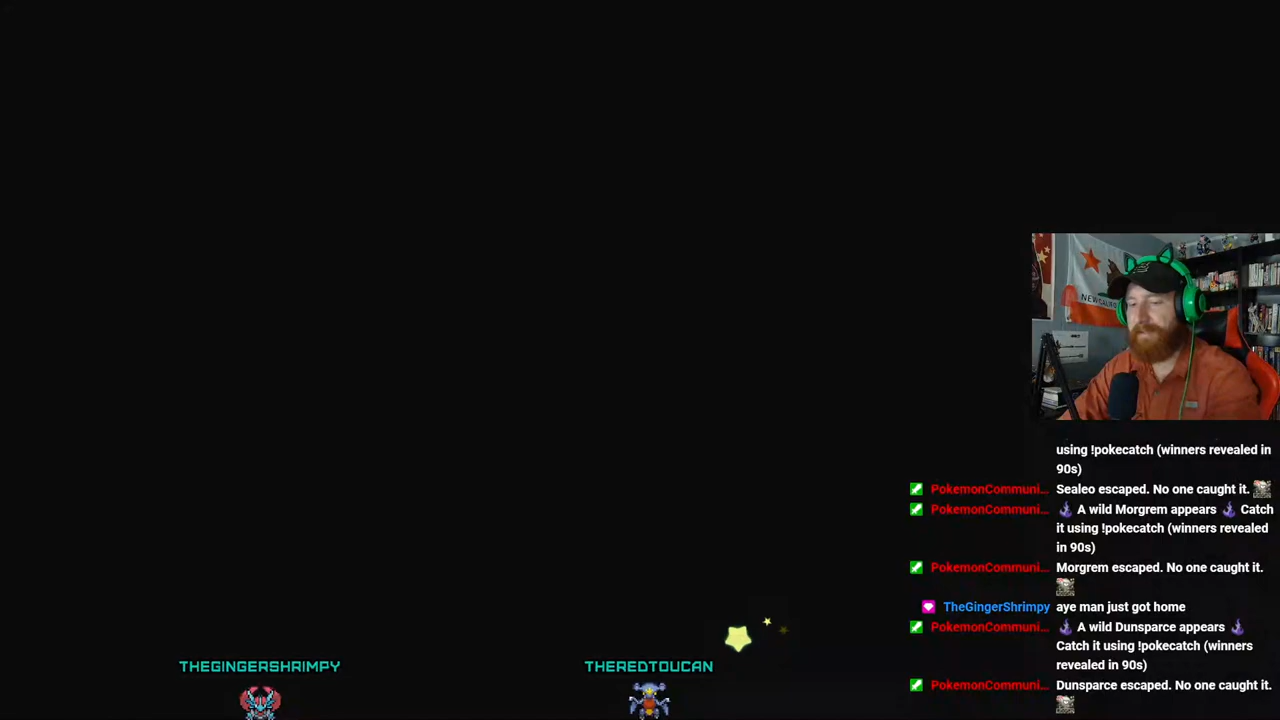 NEW CALIFO
using !pokecatch (winners revealed in
90s)
PokemonCommuni... Sealeo escaped. No one caught it.
PokemonCommuni... A wild Morgrem appears Catch
it using !pokecatch (winners revealed
in 90s)
PokemonCommuni... Morgrem escaped. No one caught it.
TheGingerShrimpy aye man just got home
PokemonCommuni... A wild Dunsparce appears
Catch it using !pokecatch (winners
revealed in 90s)
PokemonCommuni... Dunsparce escaped. No one caught it.
THEGINGERSHRIMPY THEREDTOUCAN